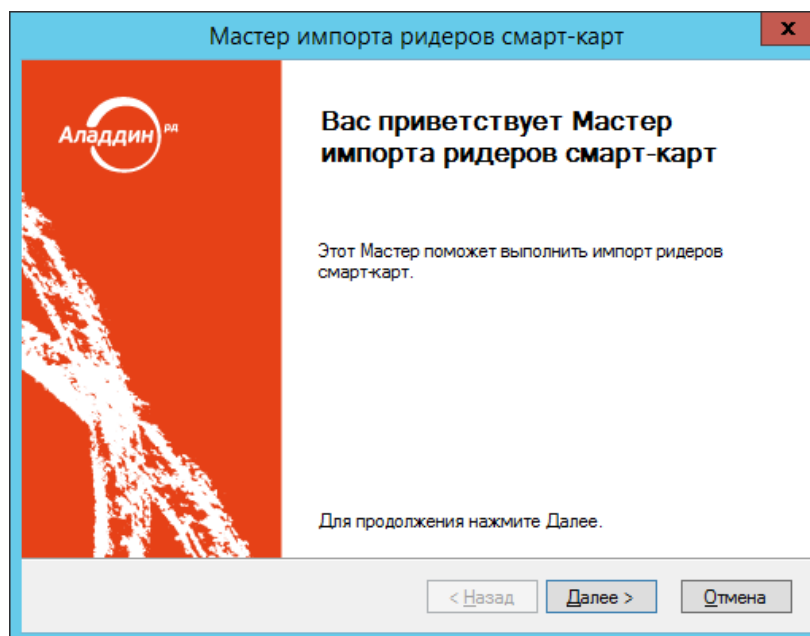 Мастер импорта ридеров смарт-карт
x
Аладдин РД
Вас приветствует Мастер
импорта ридеров смарт-карт
Этот Мастер поможет выполнить импорт ридеров
смарт-карт.
Для продолжения нажмите Далее.
< Назад Далее > Отмена